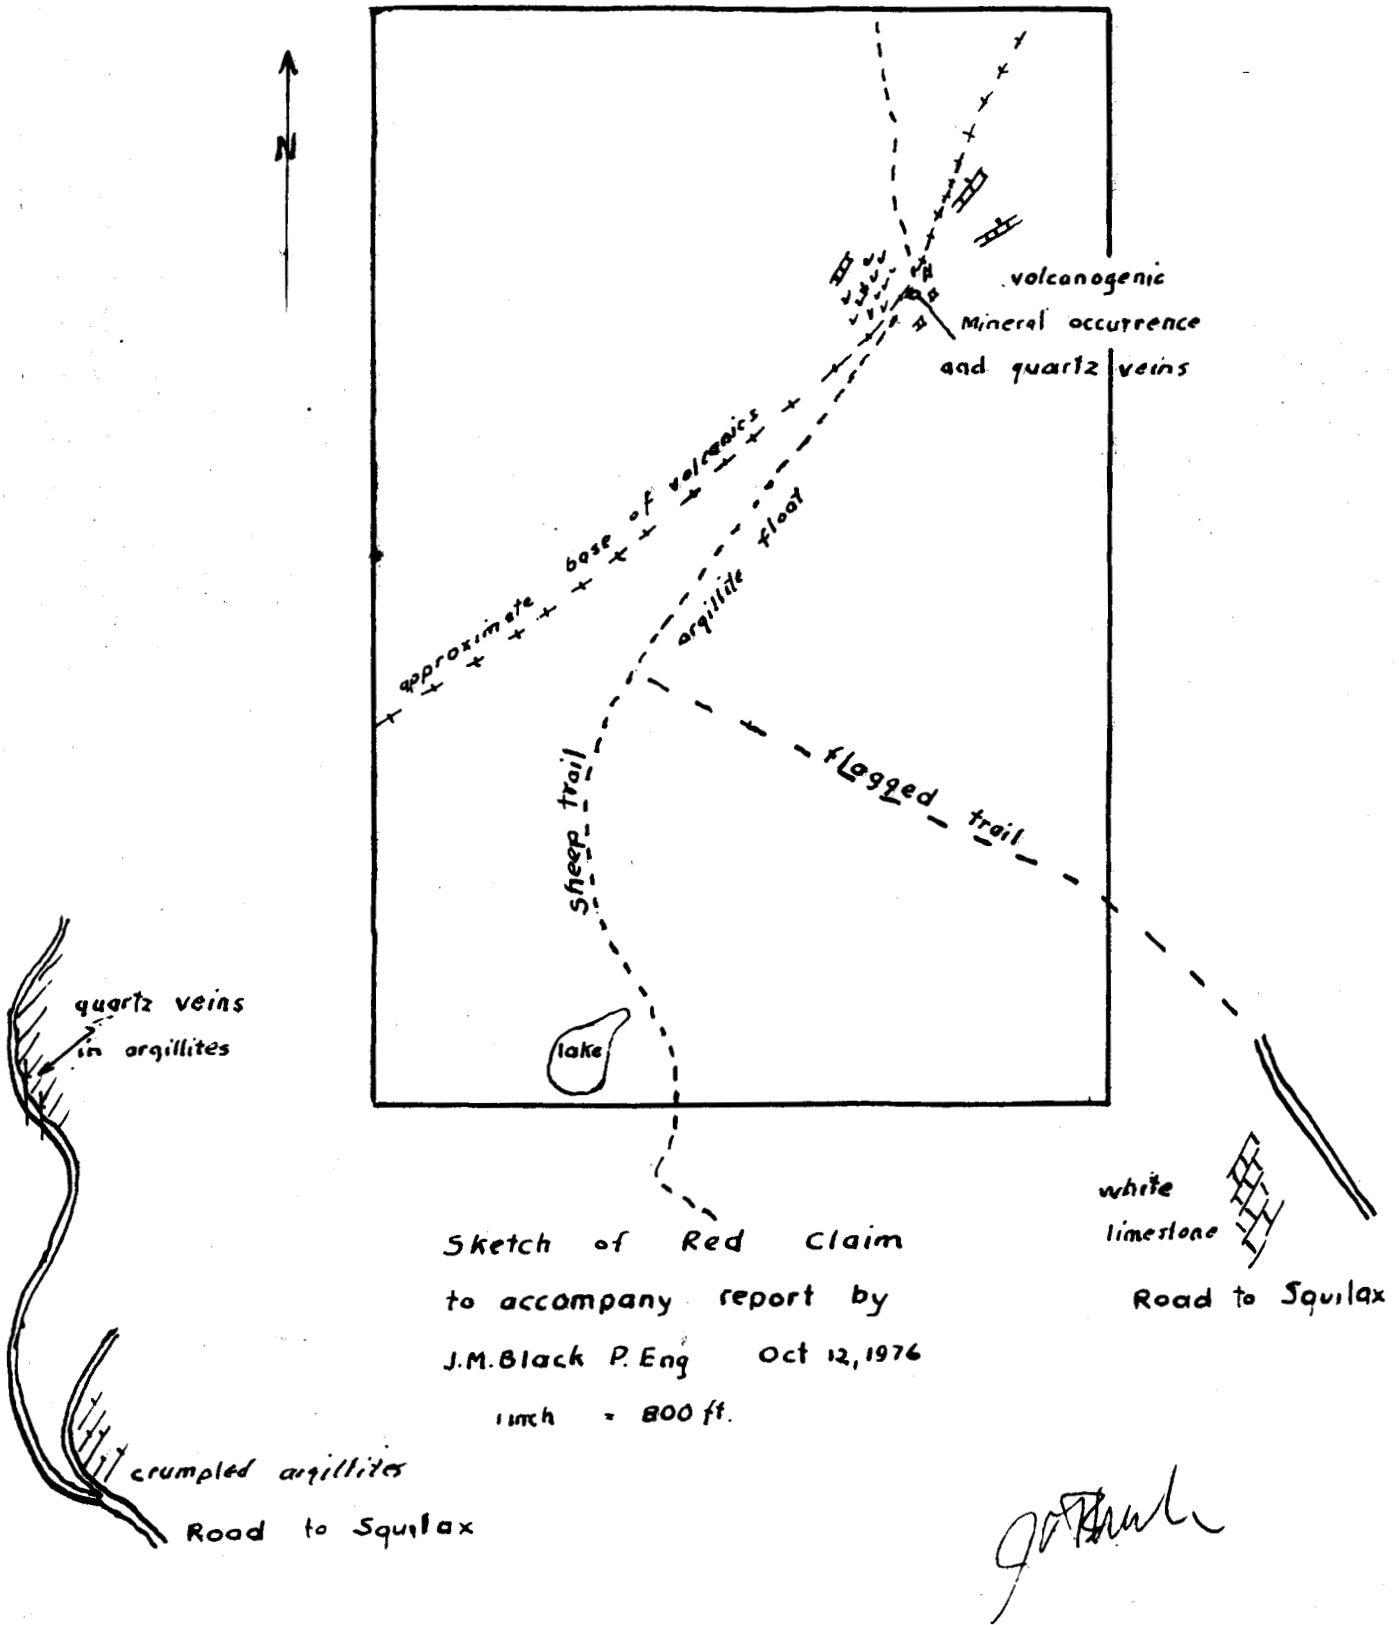 N
volcanogenic
Mineral occurrence
and quartz veins
approximate base of volcanics
argillite float
sheep trail
flagged trail
lake
quartz veins
in argillites
white
limestone
Road to Squilax
Sketch of Red Claim
to accompany report by
J.M. Black P. Eng Oct 12, 1976
1 inch = 800 ft.
crumpled argillites
Road to Squilax